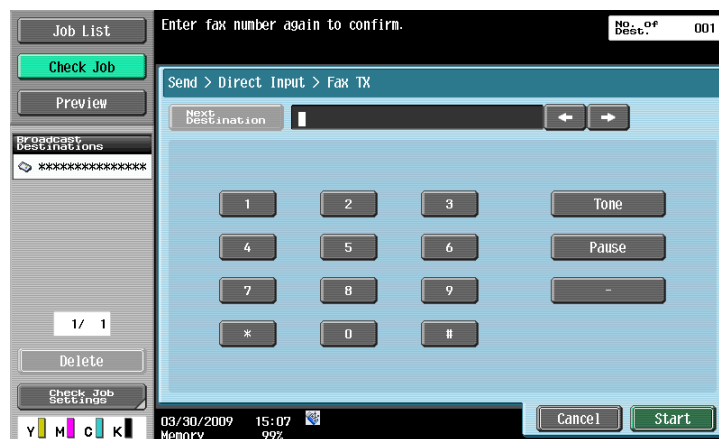 Job List
Check Job
Preview
Broadcast
Destinations
***************
1/ 1
Delete
Check Job
Settings
Y M C K
Enter fax number again to confirm.
No. of
Dest. 001
Send > Direct Input > Fax TX
Next
Destination
1 2 3 Tone
4 5 6 Pause
7 8 9 -
* 0 #
03/30/2009 15:07
Memory 99%
Cancel Start